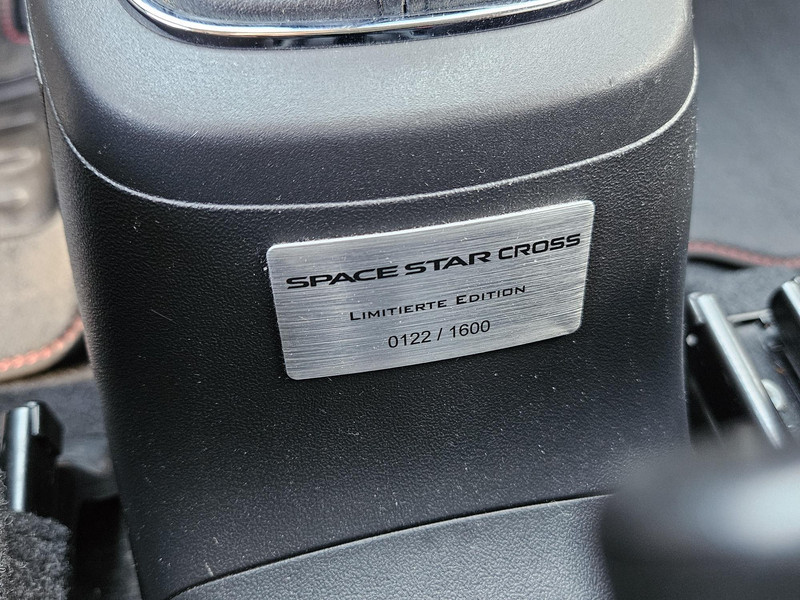 SPACE STAR CROSS
LIMITIERTE EDITION
0122 / 1600